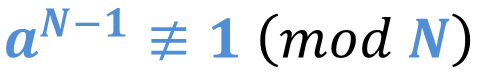 a^{N-1} ≢ 1 (mod N)